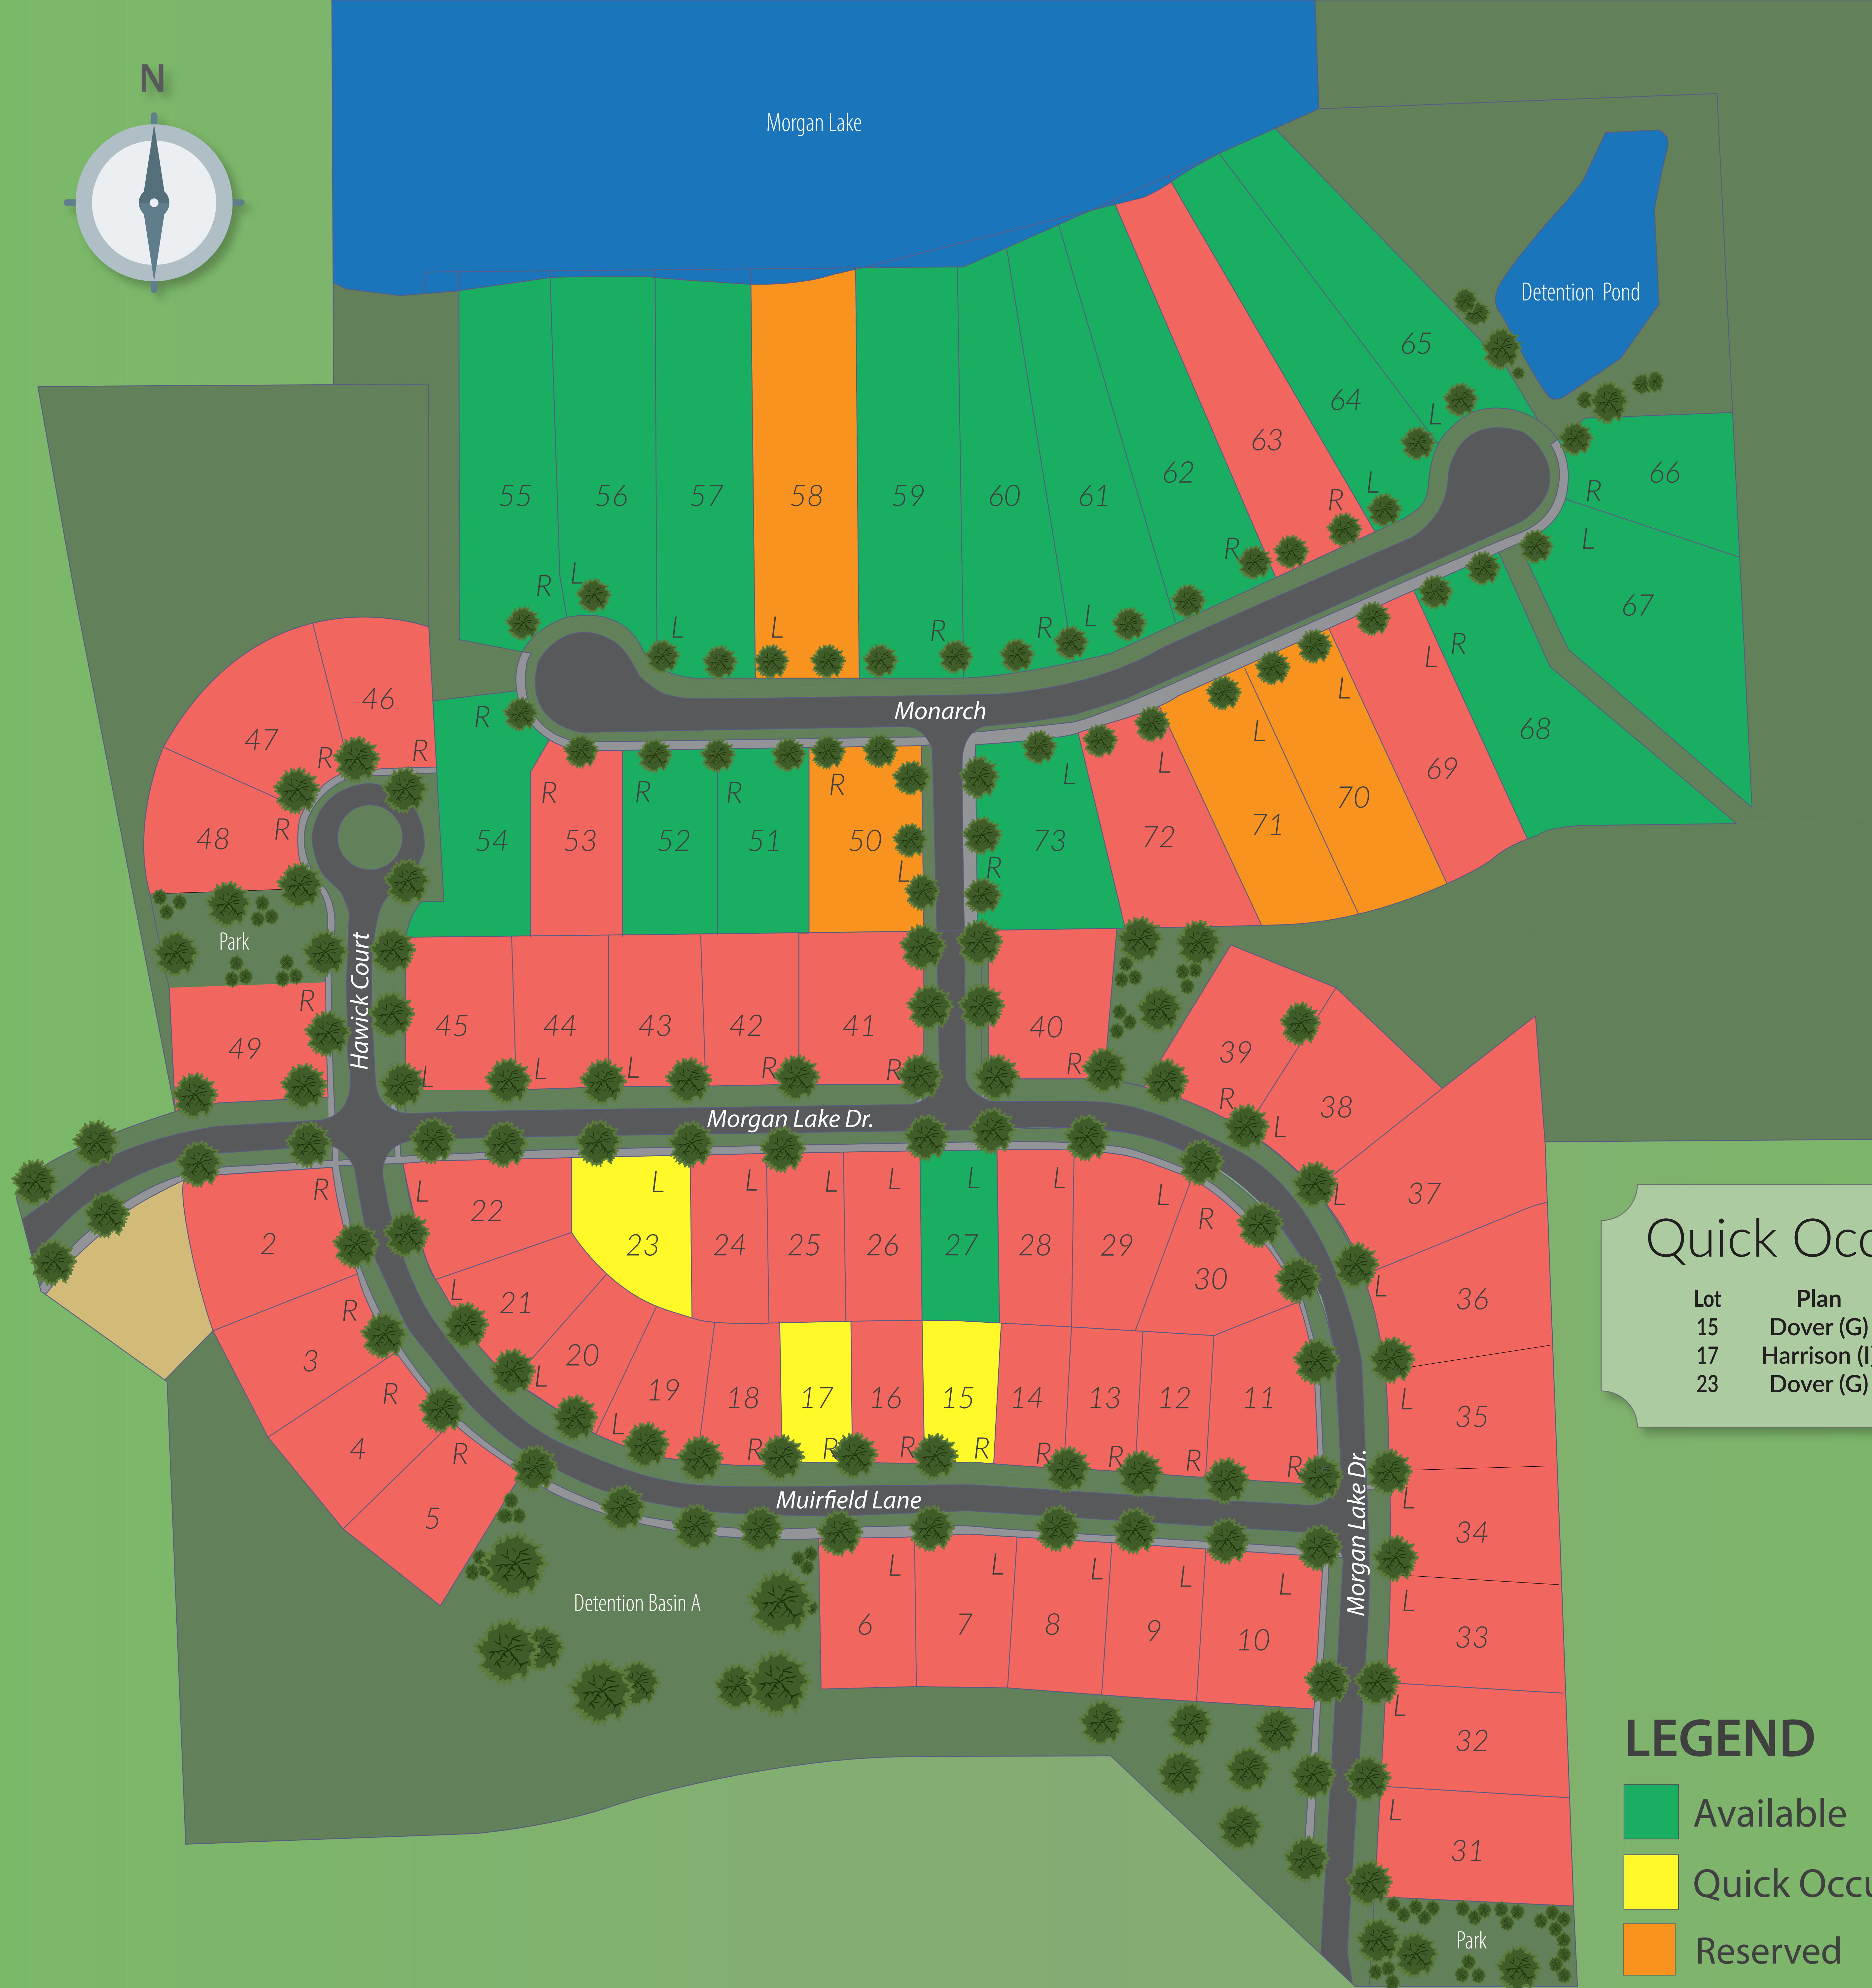 N
Morgan Lake
Detention Pond
65
64
L
63
66
62
R
55
56
57
58
59
60
61
L
R
L
R
R
L
R
L
L
L
R
R
L
67
46
R
Monarch
L
R
L
68
47
R
R
L
L
L
69
R
R
R
R
70
48
R
54
53
52
51
50
73
72
71
L
R
Park
Hawick Court
49
R
45
44
43
42
41
40
39
L
L
L
R
R
R
R
L
38
Morgan Lake Dr.
37
L
2
R
L
22
L
L
L
L
L
L
L
R
23
24
25
26
27
28
29
30
L
36
Quick Occ
Lot Plan
15 Dover (G)
17 Harrison (I)
23 Dover (G)
3
R
L
21
20
L
19
18
17
16
15
14
13
12
11
L
35
4
R
R
L
R
R
R
R
R
R
R
R
5
Muirfield Lane
Morgan Lake Dr.
L
34
Detention Basin A
L
L
L
L
L
6
7
8
9
10
L
33
L
32
L
31
Park
LEGEND
Available
Quick Occu
Reserved